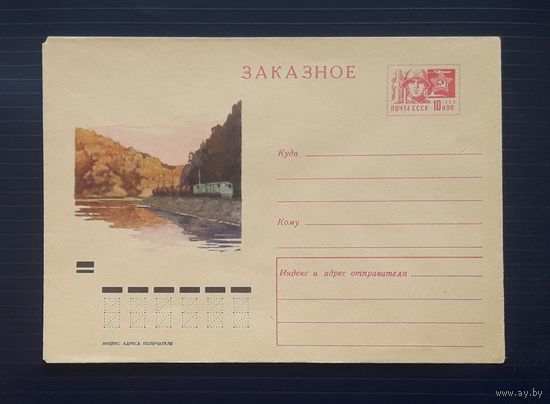 ЗАКАЗНОЕ
ПОЧТА СССР 10 КОП
Куда
Кому
Индекс и адрес отправителя
ИНДЕКС АДРЕСА ПОЛУЧАТЕЛЯ
www.ay.by